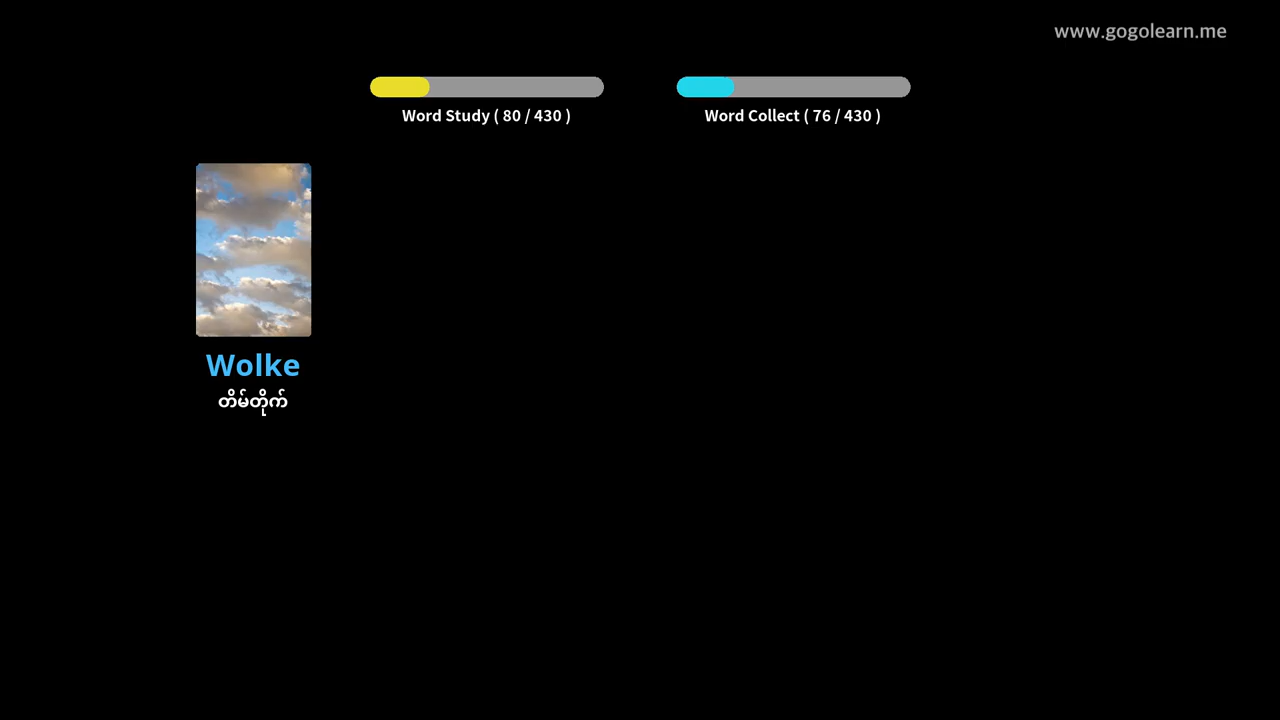 www.gogolearn.me
Word Study ( 80 / 430 )
Word Collect ( 76 / 430 )
Wolke
တိမ်တိုက်